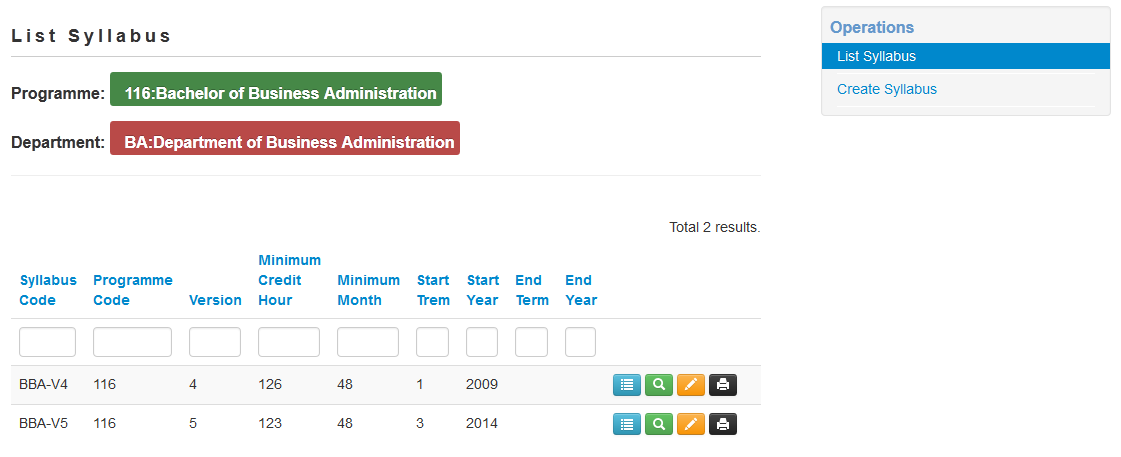 List Syllabus
Programme: 116:Bachelor of Business Administration
Department: BA:Department of Business Administration
Operations
List Syllabus
Create Syllabus
Total 2 results.
Syllabus Code Programme Code Version Minimum Credit Hour Minimum Month Start Trem Start Year End Term End Year
BBA-V4 116 4 126 48 1 2009
BBA-V5 116 5 123 48 3 2014